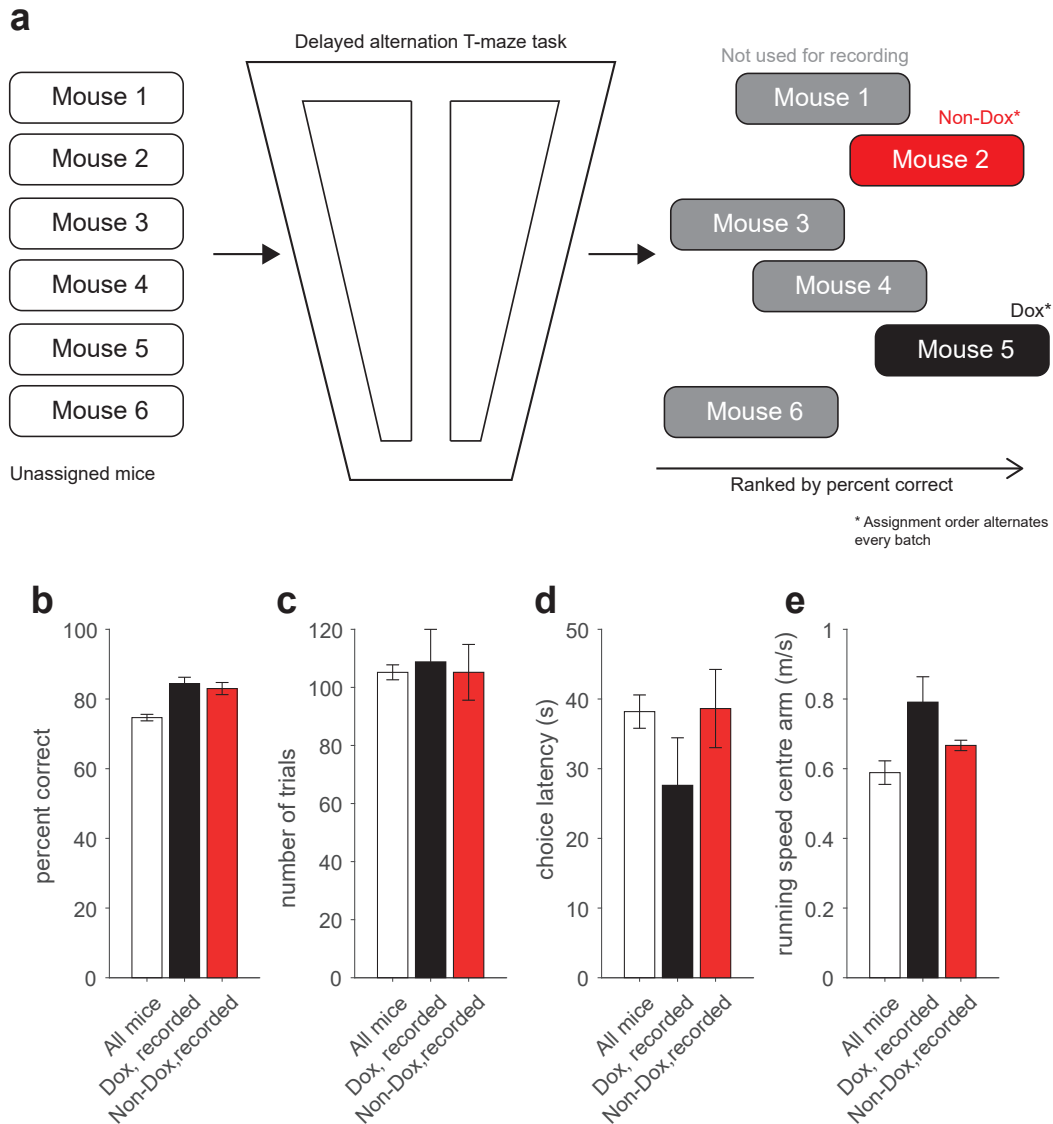 a
Delayed alternation T-maze task
Mouse 1
Mouse 2
Mouse 3
Mouse 4
Mouse 5
Mouse 6
Unassigned mice
Not used for recording
Mouse 1
Non-Dox*
Mouse 2
Mouse 3
Mouse 4
Dox*
Mouse 5
Mouse 6
Ranked by percent correct
* Assignment order alternates
every batch
b
percent correct
100
80
60
40
20
0
All mice
Dox, recorded
Non-Dox,recorded
c
number of trials
120
100
80
60
40
20
0
All mice
Dox, recorded
Non-Dox,recorded
d
choice latency (s)
50
40
30
20
10
0
All mice
Dox, recorded
Non-Dox,recorded
e
running speed centre arm (m/s)
1
0.8
0.6
0.4
0.2
0
All mice
Dox, recorded
Non-Dox,recorded